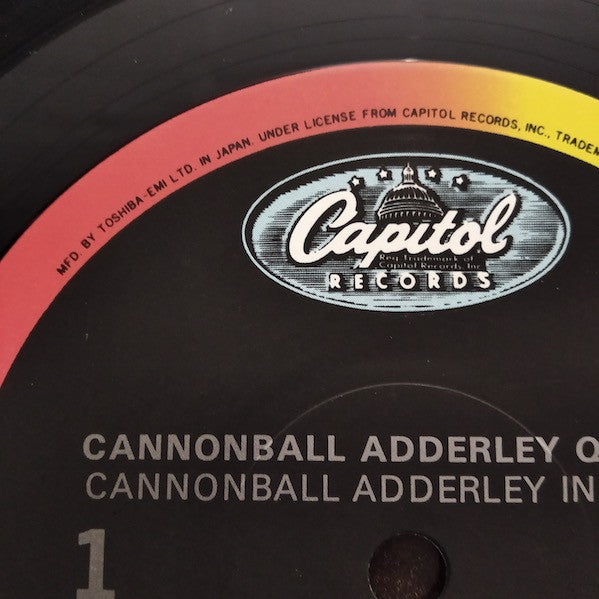 MFD. BY TOSHIBA-EMI LTD. IN JAPAN. UNDER LICENSE FROM CAPITOL RECORDS, INC., TRADEM
Capitol
Reg. Trademark of
Capitol Records, Inc.
RECORDS
CANNONBALL ADDERLEY Q
CANNONBALL ADDERLEY IN
1